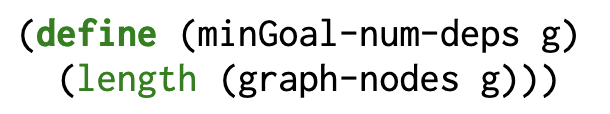 (define (minGoal-num-deps g)
(length (graph-nodes g)))